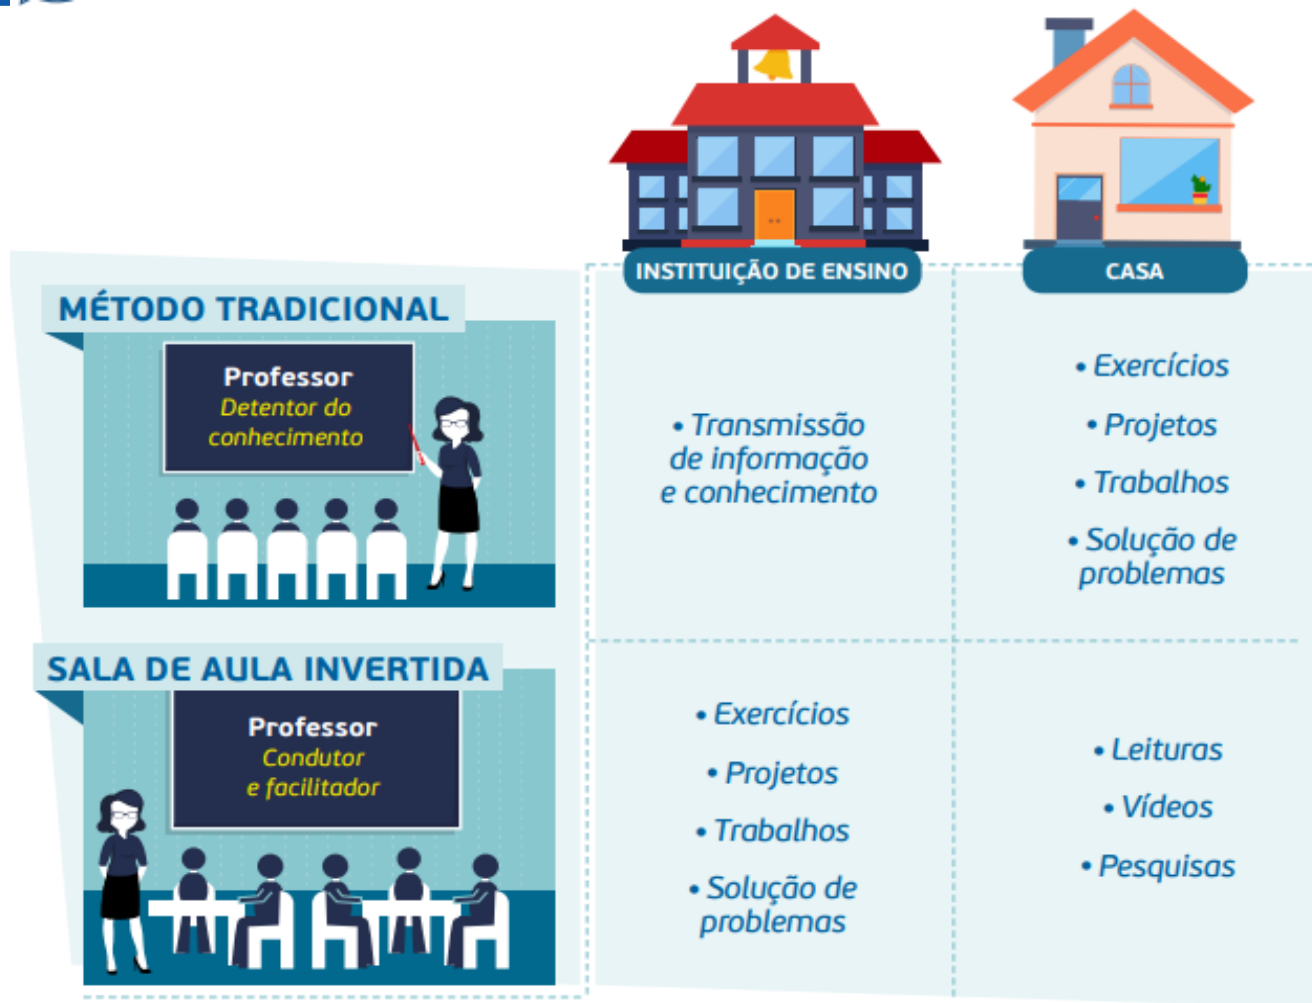 INSTITUIÇÃO DE ENSINO
CASA
MÉTODO TRADICIONAL
Professor
Detentor do
conhecimento
• Transmissão
de informação
e conhecimento
• Exercícios
• Projetos
• Trabalhos
• Solução de
problemas
SALA DE AULA INVERTIDA
Professor
Condutor
e facilitador
• Exercícios
• Projetos
• Trabalhos
• Solução de
problemas
• Leituras
• Vídeos
• Pesquisas